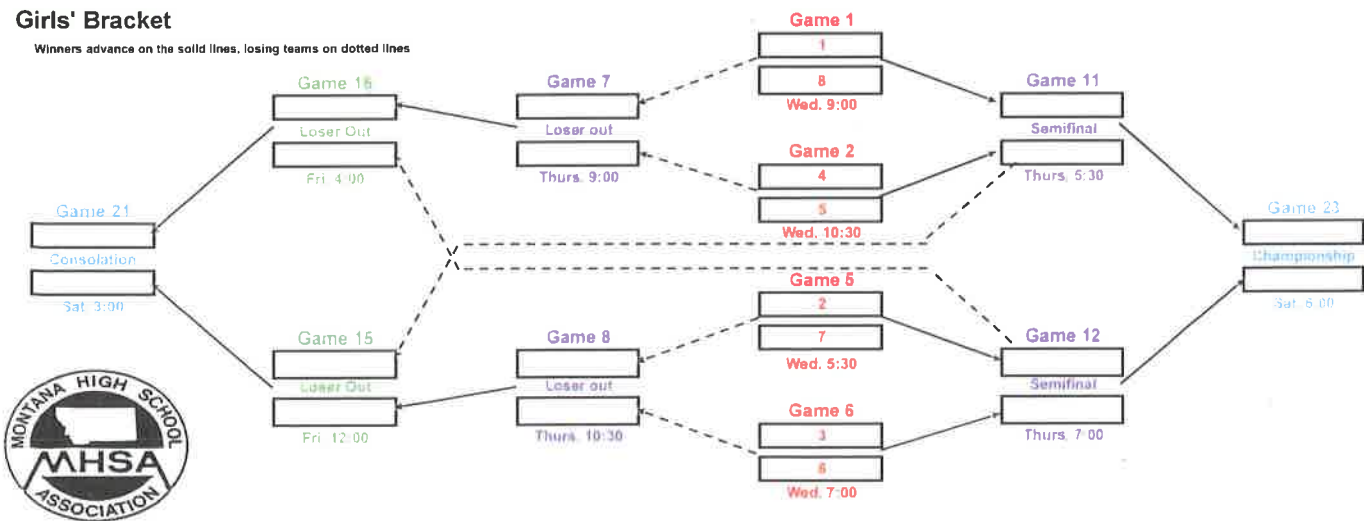 Girls' Bracket
Winners advance on the solid lines, losing teams on dotted lines
Game 1
1
8
Wed. 9:00
Game 2
4
5
Wed. 10:30
Game 5
2
7
Wed. 5:30
Game 6
3
6
Wed. 7:00
Game 7
Loser out
Thurs. 9:00
Game 8
Loser out
Thurs. 10:30
Game 11
Semifinal
Thurs. 5:30
Game 12
Semifinal
Thurs. 7:00
Game 16
Loser Out
Fri. 4:00
Game 15
Loser Out
Fri. 12:00
Game 21
Consolation
Sat. 3:00
Game 23
Championship
Sat. 6:00
MONTANA HIGH SCHOOL
MHSA
ASSOCIATION